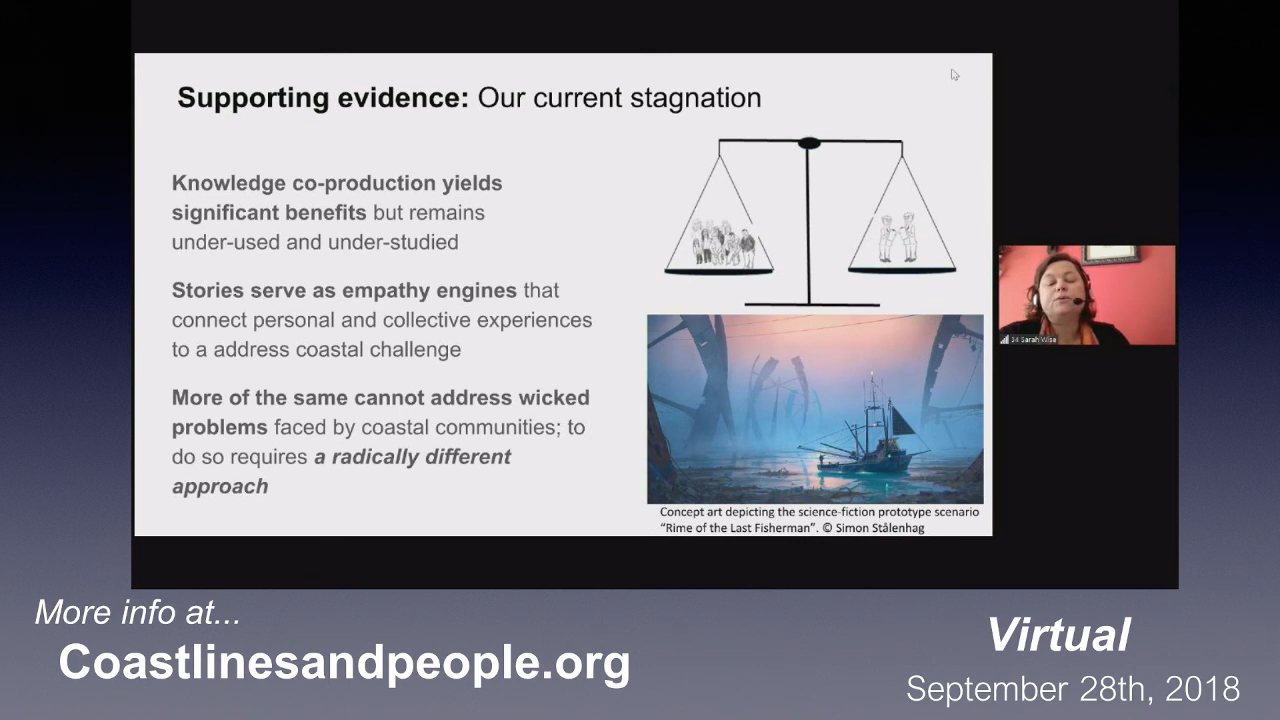 Supporting evidence: Our current stagnation
Knowledge co-production yields
significant benefits but remains
under-used and under-studied
Stories serve as empathy engines that
connect personal and collective experiences
to a address coastal challenge
More of the same cannot address wicked
problems faced by coastal communities; to
do so requires a radically different
approach
Concept art depicting the science-fiction prototype scenario
“Rime of the Last Fisherman”. © Simon Stålenhag
34 Sarah Wise
More info at...
Coastlinesandpeople.org
Virtual
September 28th, 2018